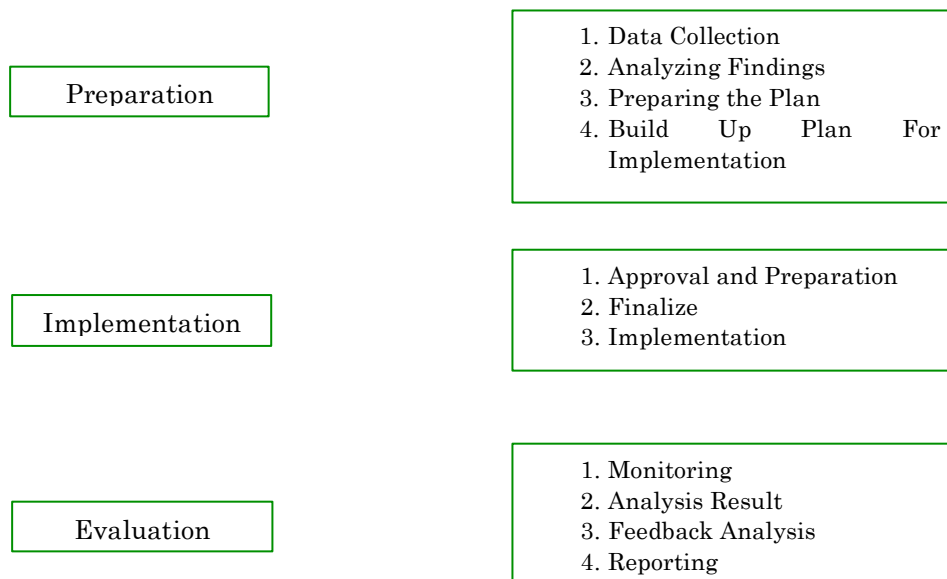 Preparation
1. Data Collection
2. Analyzing Findings
3. Preparing the Plan
4. Build Up Plan For
Implementation
Implementation
1. Approval and Preparation
2. Finalize
3. Implementation
Evaluation
1. Monitoring
2. Analysis Result
3. Feedback Analysis
4. Reporting